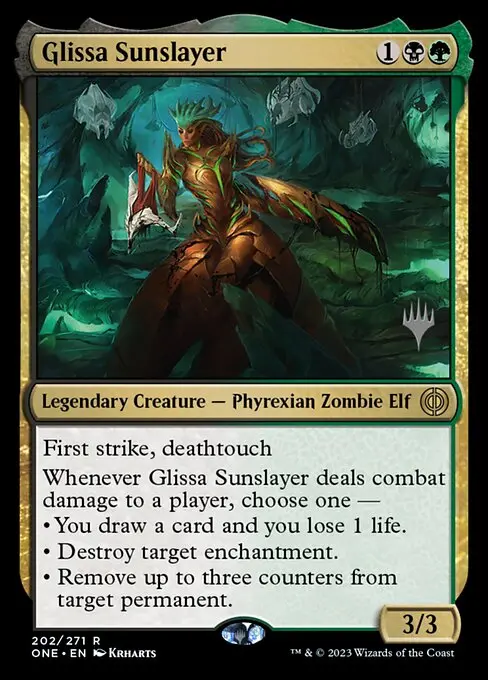 Glissa Sunslayer 1
Legendary Creature — Phyrexian Zombie Elf
First strike, deathtouch
Whenever Glissa Sunslayer deals combat
damage to a player, choose one —
• You draw a card and you lose 1 life.
• Destroy target enchantment.
• Remove up to three counters from
target permanent.
3/3
202/271 R
ONE • EN KRHARTS
™ & © 2023 Wizards of the Coast